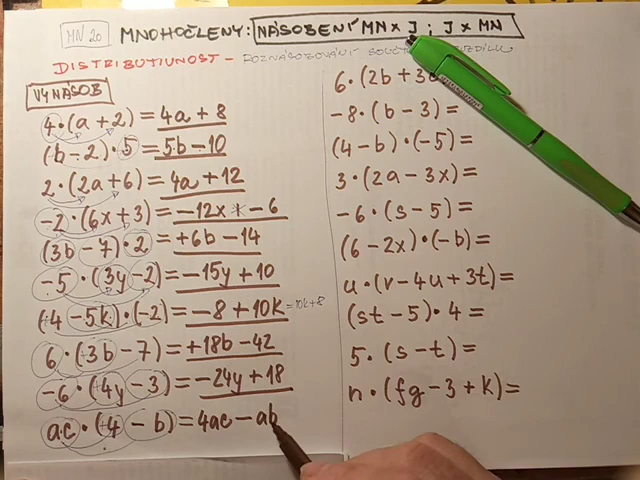 MN 20
MNOHOČLENY: NÁSOBENÍ MN x J ; J x MN
DISTRIBUTIVNOST - ROZNÁSOBOVÁNÍ
VYNÁSOB
4·(a+2)=4a+8
(b-2)·5=5b-10
2·(2a+6)=4a+12
-2·(6x+3)=-12x-6
(3b-7)·2=+6b-14
-5·(3y-2)=-15y+10
(+4-5k)·(-2)=-8+10k=10k+8
6·(3b-7)=+18b-42
-6·(4y-3)=-24y+18
ac·(4-b)=4ac-ab
6·(2b+3
-8·(b-3)=
(4-b)·(-5)=
3·(2a-3x)=
-6·(s-5)=
(6-2x)·(-b)=
u·(v-4u+3t)=
(st-5)·4=
5·(s-t)=
n·(fg-3+k)=